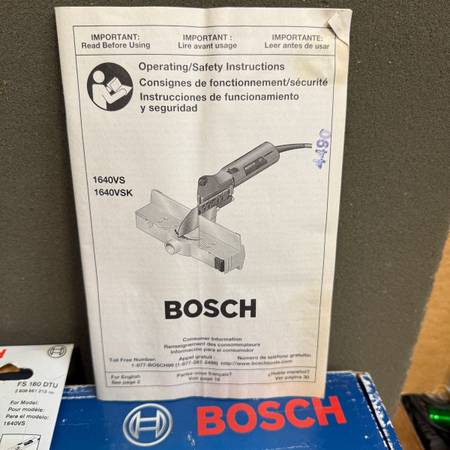 IMPORTANT:
Read Before Using
IMPORTANT :
Lire avant usage
IMPORTANTE:
Leer antes de usar
Operating/Safety Instructions
Consignes de fonctionnement/sécurité
Instrucciones de funcionamiento
y seguridad
4490
1640VS
1640VSK
BOSCH
Consumer Information
Renseignement des consommateurs
Información para el consumidor
Toll Free Number:
Appel gratuit :
Número de teléfono gratuito:
1-877-BOSCH99 (1-877-267-2499) http://www.boschtools.com
For English
See page 2
Parlez-vous français?
Voir page 16
¿Habla español?
Ver página 30
FS 180 DTU
For Model:
Pour modèle:
Para el modelo:
1640VS
BOSCH